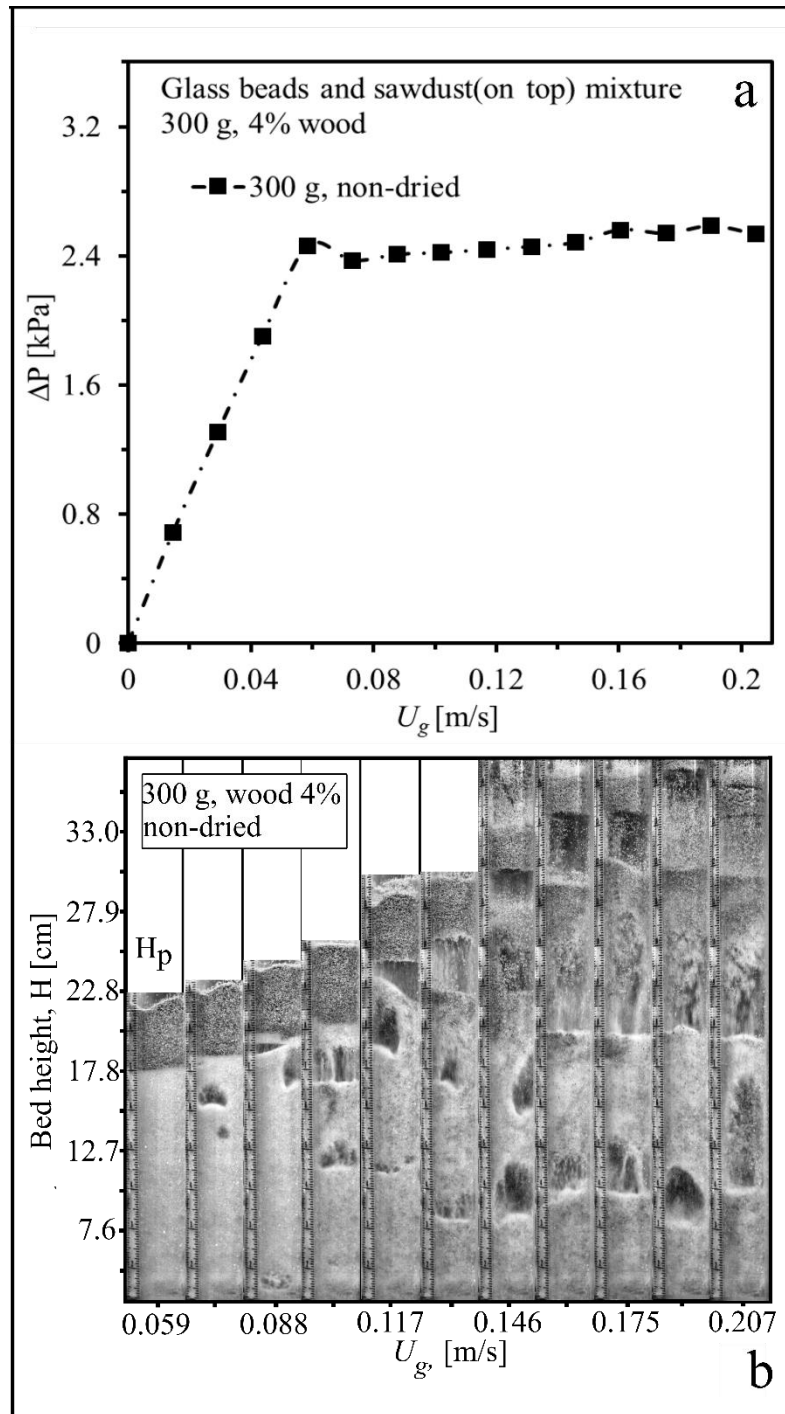 Glass beads and sawdust(on top) mixture
a
300 g, 4% wood
300 g, non-dried
3.2
2.4
1.6
0.8
0
ΔP [kPa]
0 0.04 0.08 0.12 0.16 0.2
Ug [m/s]
300 g, wood 4%
non-dried
Hp
33.0
27.9
22.8
17.8
12.7
7.6
Bed height, H [cm]
0.059 0.088 0.117 0.146 0.175 0.207
Ug, [m/s]
b